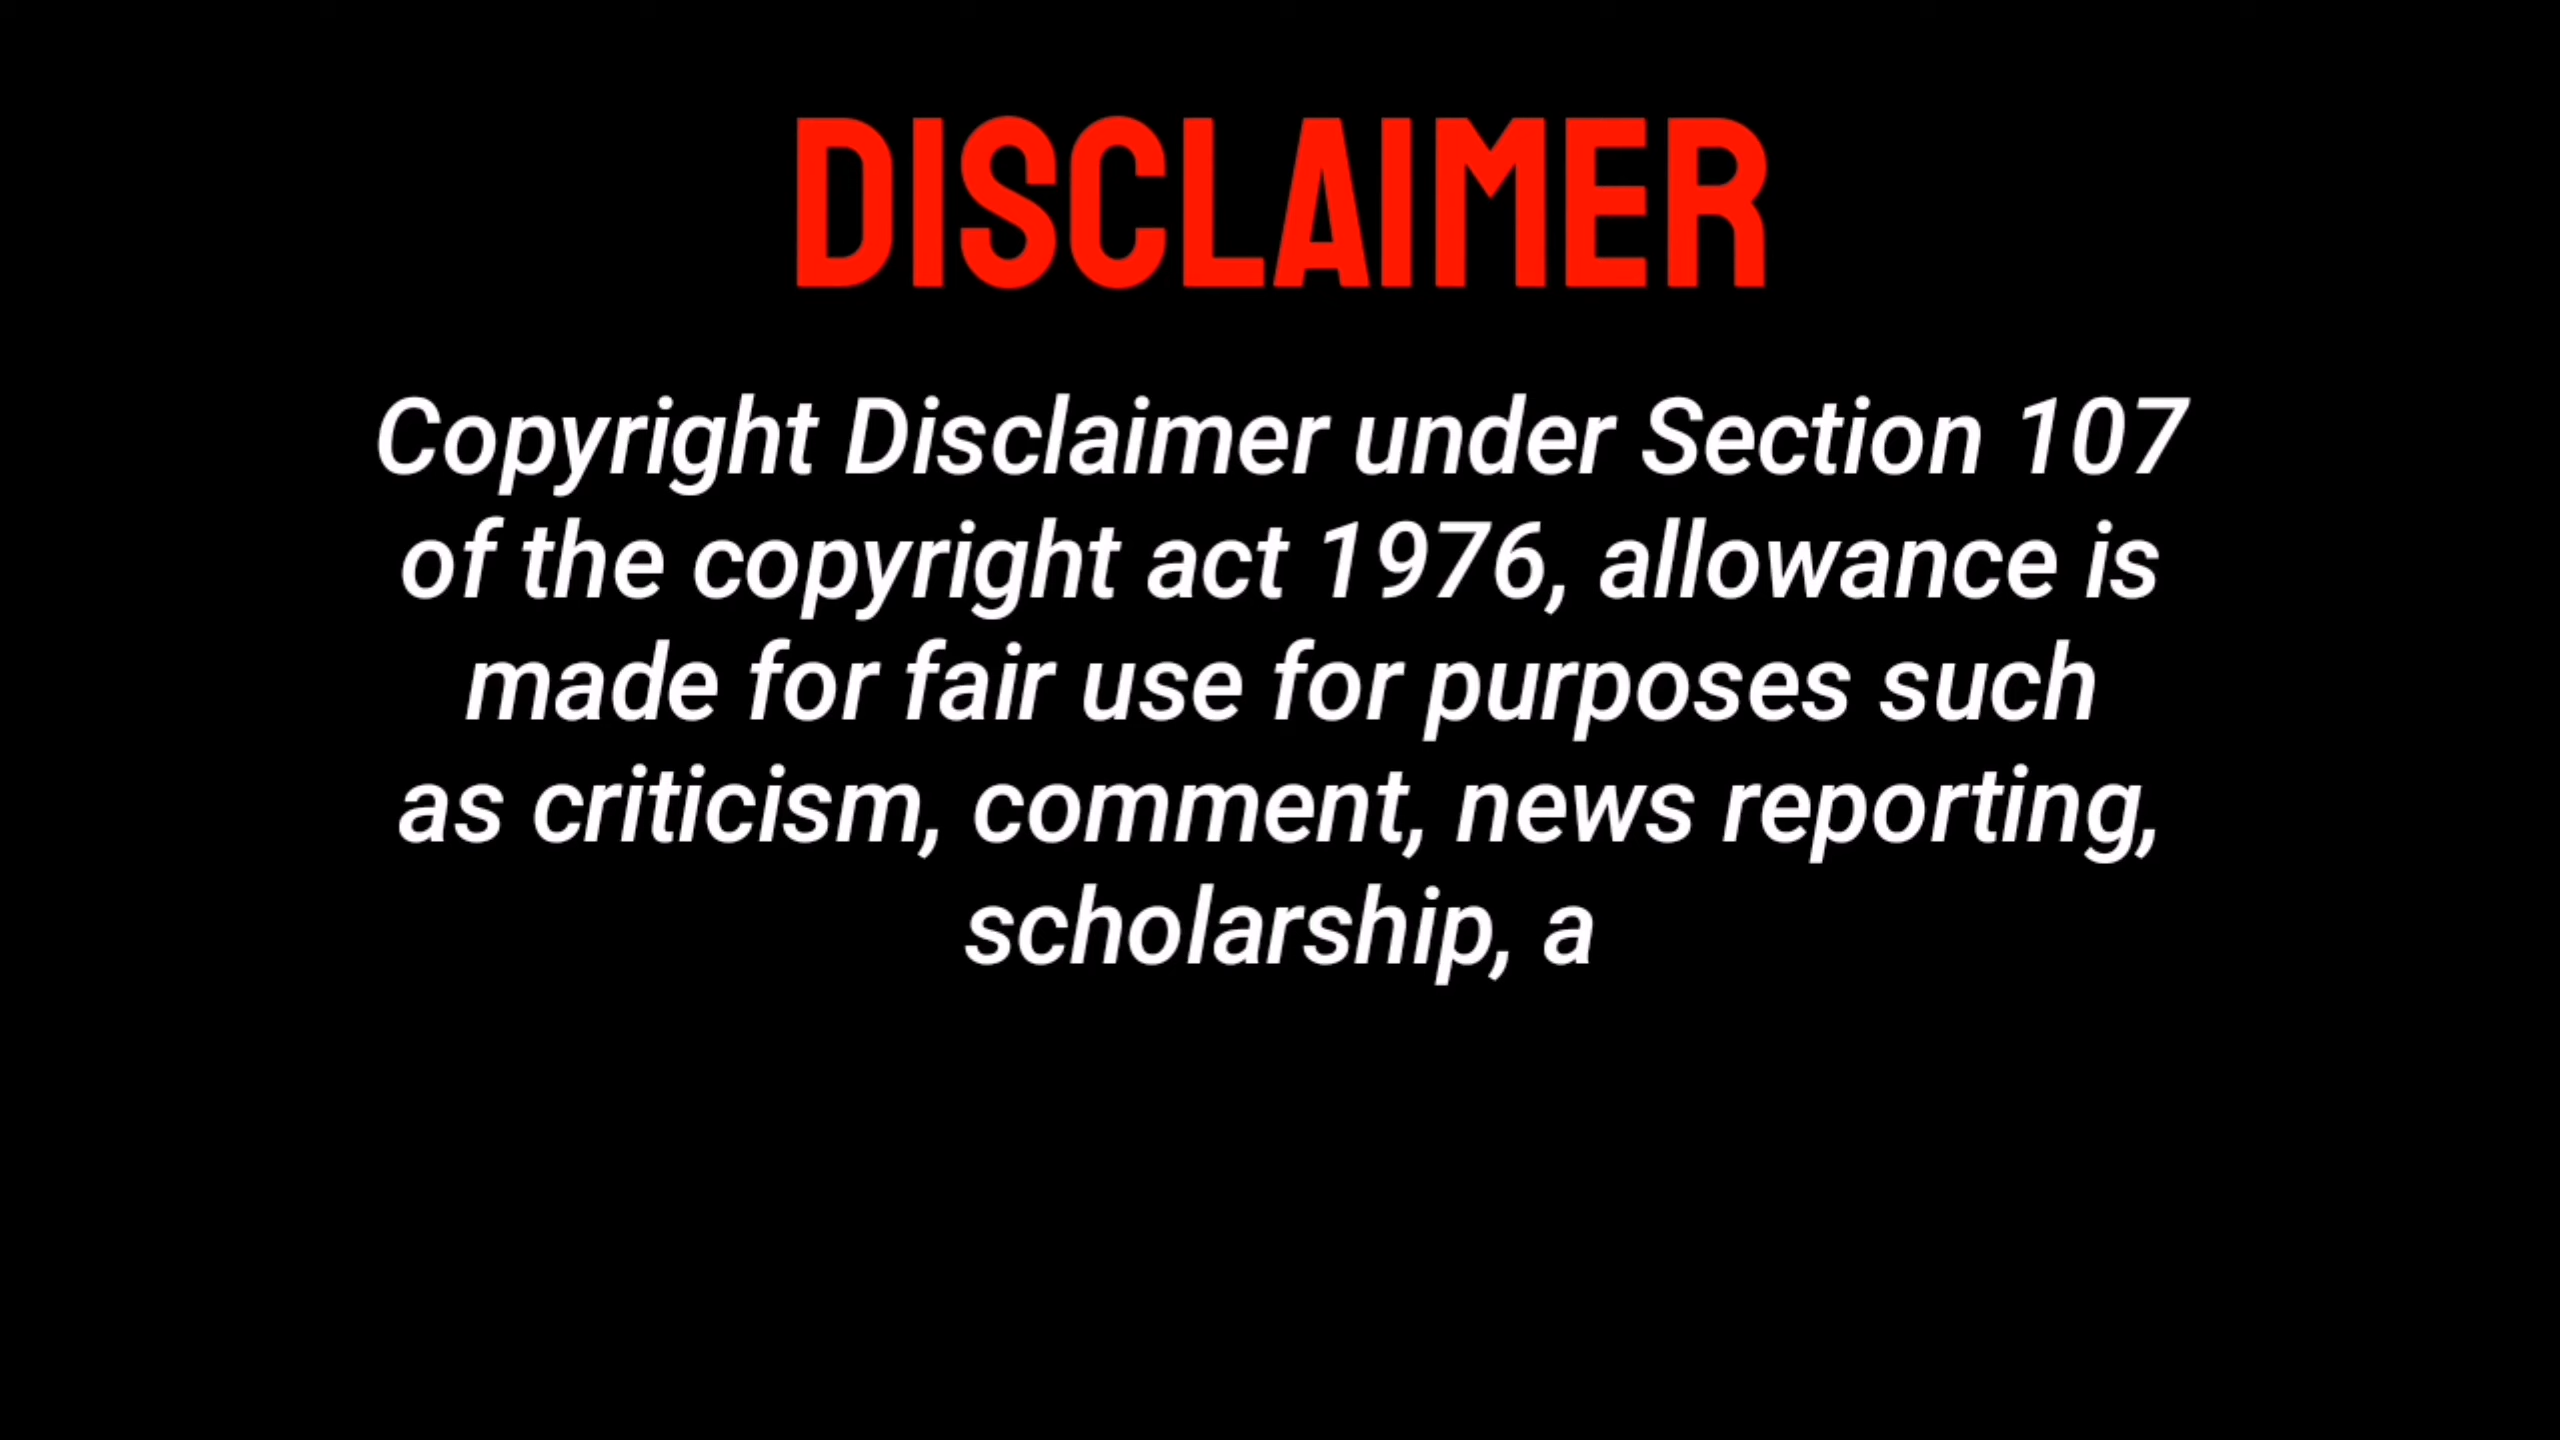 DISCLAIMER
Copyright Disclaimer under Section 107
of the copyright act 1976, allowance is
made for fair use for purposes such
as criticism, comment, news reporting,
scholarship, a